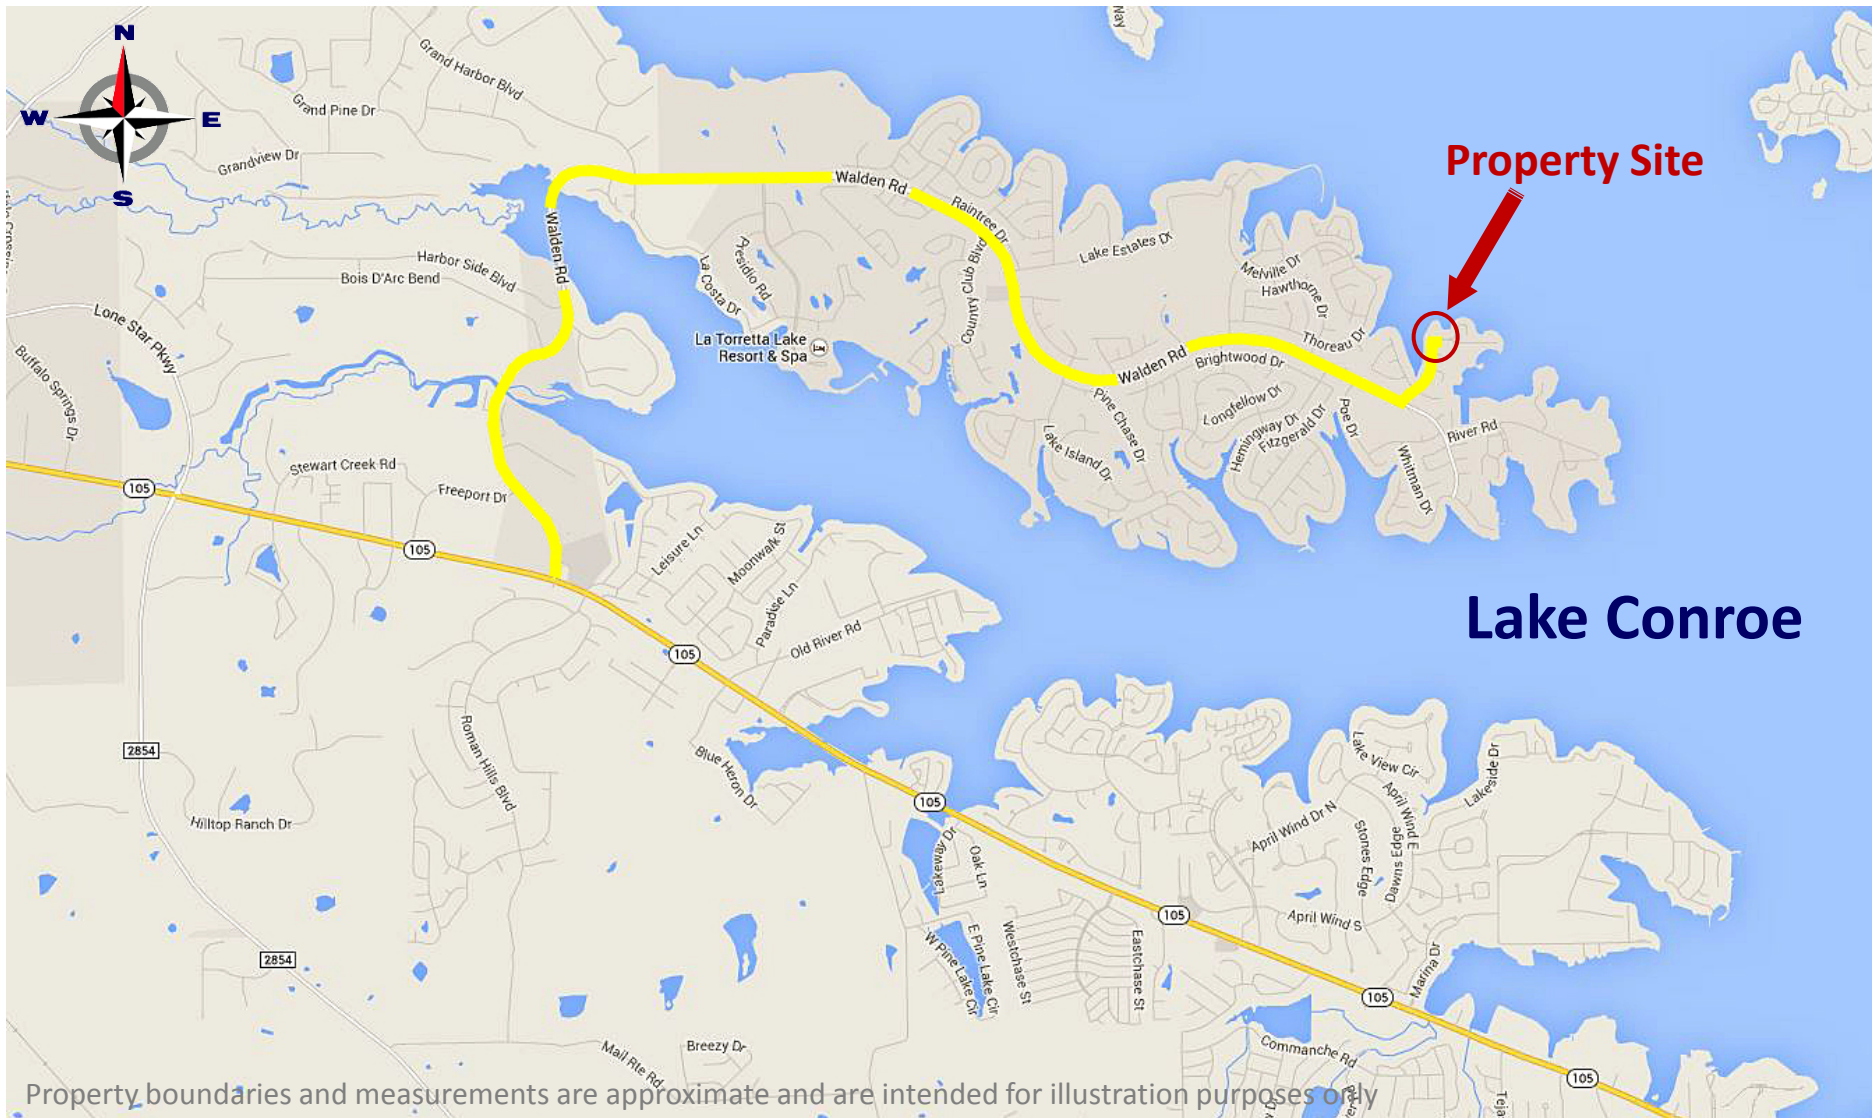 N
W
E
S
Grand Harbor Blvd
Grand Pine Dr
Grandview Dr
Property Site
Walden Rd
Raintree Dr
Walden Rd
Harbor Side Blvd
Bois D'Arc Bend
Presidio Rd
La Costa Dr
Country Club Blvd
Lake Estates Dr
Melville Dr
Hawthorne Dr
Thoreau Dr
Lone Star Pkwy
Buffalo Springs Dr
La Torretta Lake
Resort & Spa
Walden Rd
Brightwood Dr
Pine Chase Dr
Longfellow Dr
Hemingway Dr
Fitzgerald Dr
Poe Dr
Lake Island Dr
River Rd
Whitman Dr
Stewart Creek Rd
Freeport Dr
105
105
Leisure Ln
Moonwalk St
Paradise Ln
Old River Rd
105
Lake Conroe
Roman Hills Blvd
2854
Blue Heron Dr
Hilltop Ranch Dr
105
Lake View Cir
Lakeside Dr
April Wind E
April Wind Dr N
Stones Edge
Dawns Edge
Lakeway Dr
Oak Ln
105
April Wind S
W Pine Lake Cir
E Pine Lake Cir
Westchase St
Eastchase St
Marina Dr
2854
105
Mail Rte Rd
Breezy Dr
Commanche Rd
105
Property boundaries and measurements are approximate and are intended for illustration purposes only